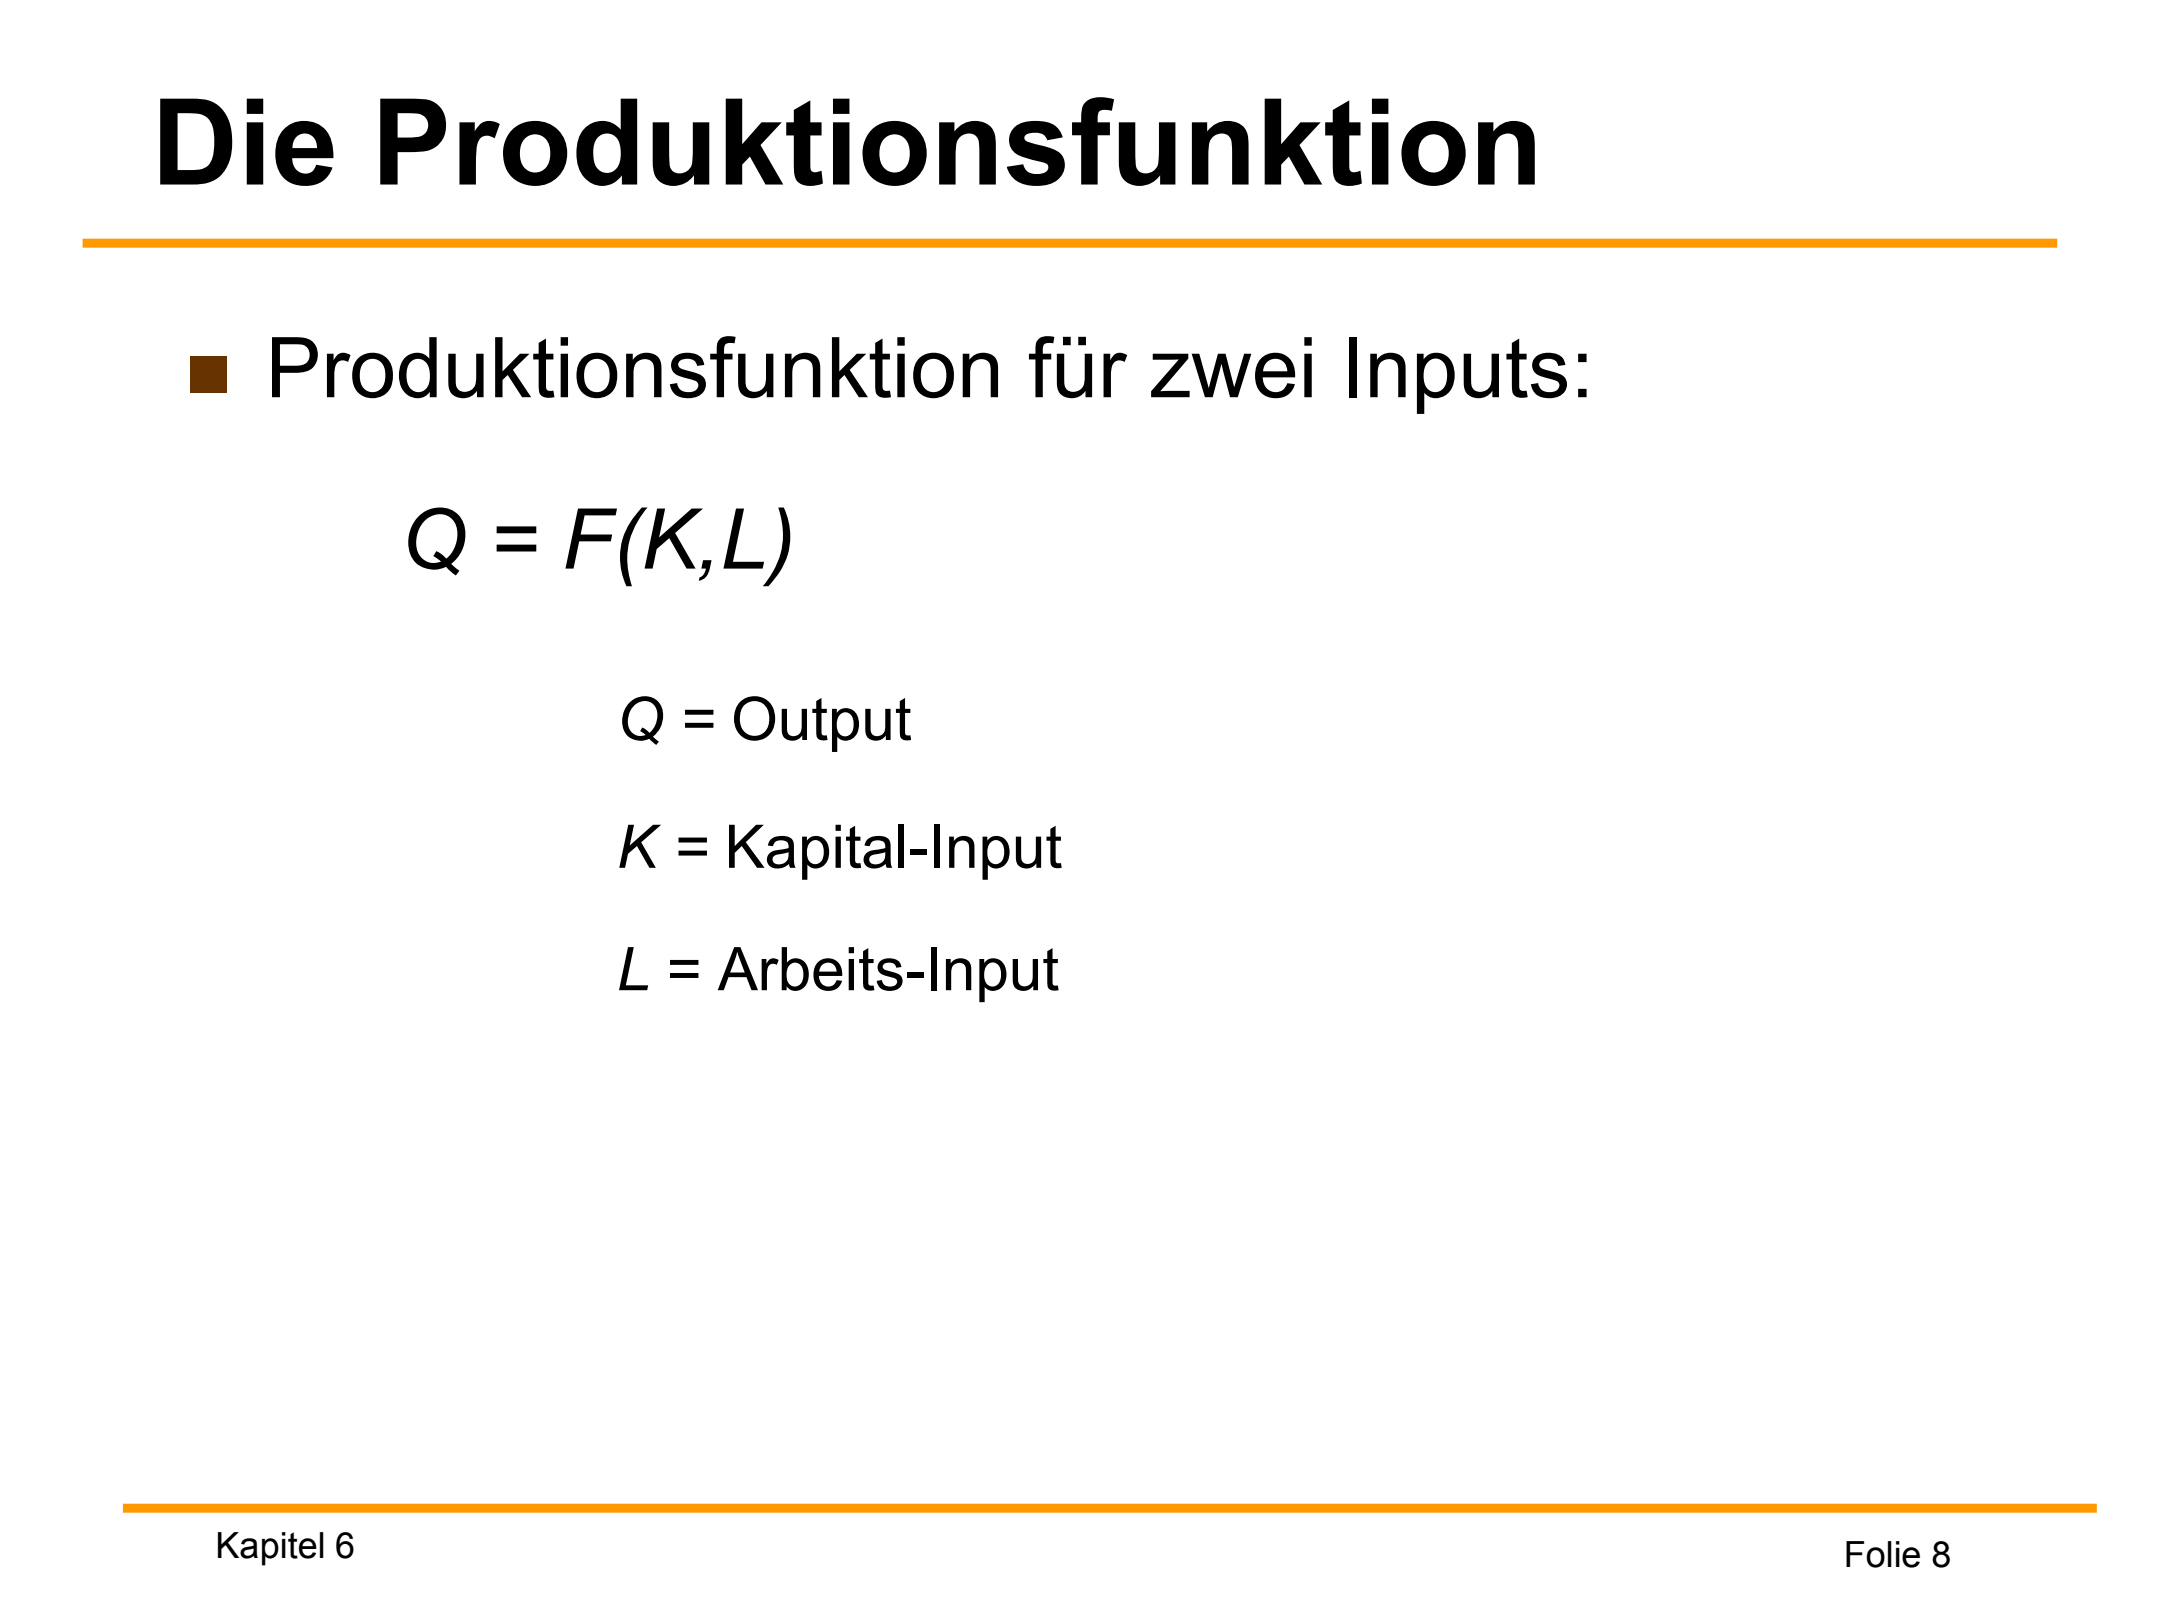 Die Produktionsfunktion
Produktionsfunktion für zwei Inputs:
Q = F(K,L)
Q = Output
K = Kapital-Input
L = Arbeits-Input
Kapitel 6
Folie 8